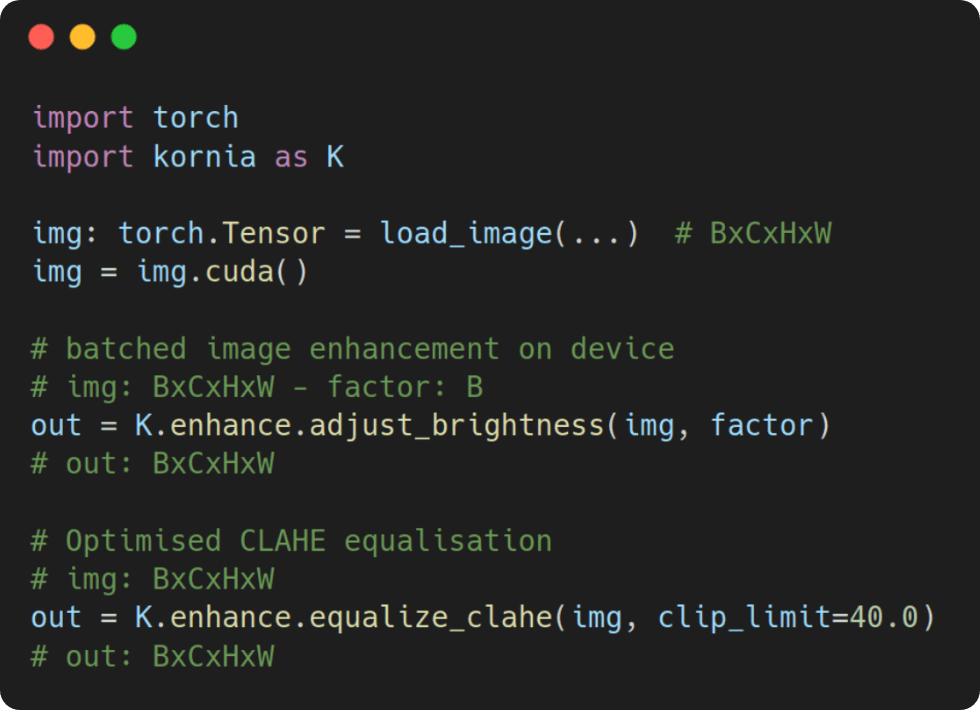 import torch
import kornia as K
img: torch.Tensor = load_image(...)  # BxCxHxW
img = img.cuda()
# batched image enhancement on device
# img: BxCxHxW - factor: B
out = K.enhance.adjust_brightness(img, factor)
# out: BxCxHxW
# Optimised CLAHE equalisation
# img: BxCxHxW
out = K.enhance.equalize_clahe(img, clip_limit=40.0)
# out: BxCxHxW